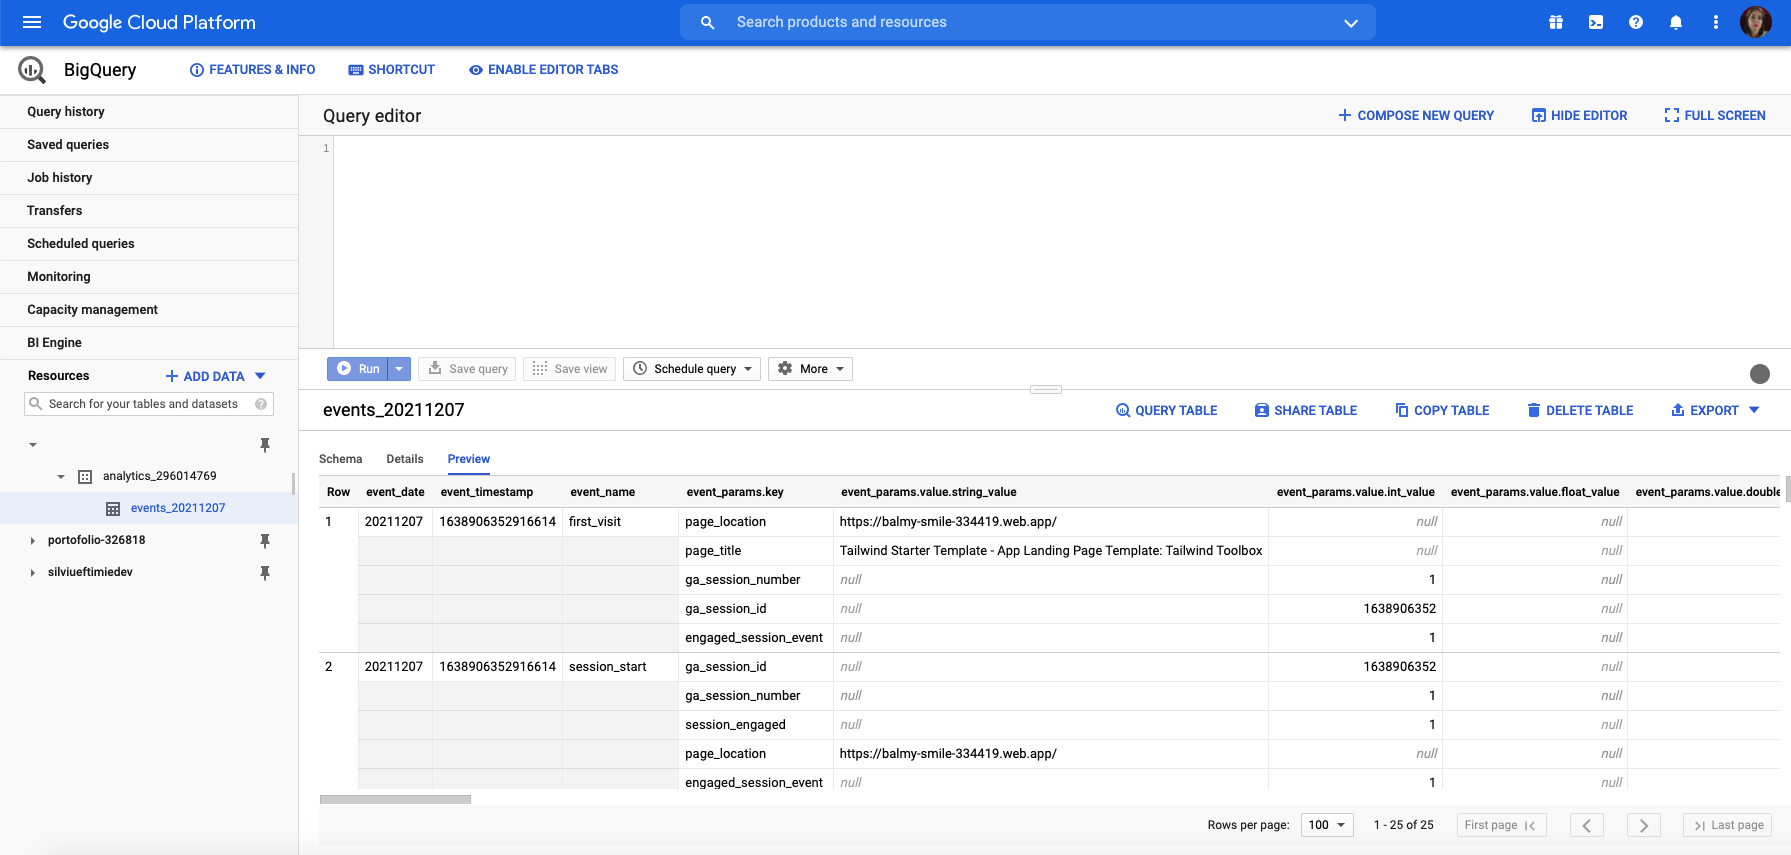 Google Cloud Platform
Search products and resources
BigQuery
FEATURES & INFO
SHORTCUT
ENABLE EDITOR TABS
Query history
Saved queries
Job history
Transfers
Scheduled queries
Monitoring
Capacity management
BI Engine
Resources
ADD DATA
Search for your tables and datasets
analytics_296014769
events_20211207
portofolio-326818
silviueftimiedev
Query editor
COMPOSE NEW QUERY
HIDE EDITOR
FULL SCREEN
1
Run
Save query
Save view
Schedule query
More
events_20211207
QUERY TABLE
SHARE TABLE
COPY TABLE
DELETE TABLE
EXPORT
Schema Details Preview
Row event_date event_timestamp event_name event_params.key event_params.value.string_value event_params.value.int_value event_params.value.float_value event_params.value.double
1 20211207 1638906352916614 first_visit page_location https://balmy-smile-334419.web.app/ null null
page_title Tailwind Starter Template - App Landing Page Template: Tailwind Toolbox null null
ga_session_number null 1 null
ga_session_id null 1638906352 null
engaged_session_event null 1 null
2 20211207 1638906352916614 session_start ga_session_id null 1638906352 null
ga_session_number null 1 null
session_engaged null 1 null
page_location https://balmy-smile-334419.web.app/ null null
engaged_session_event null 1 null
Rows per page: 100 1 - 25 of 25 First page Last page